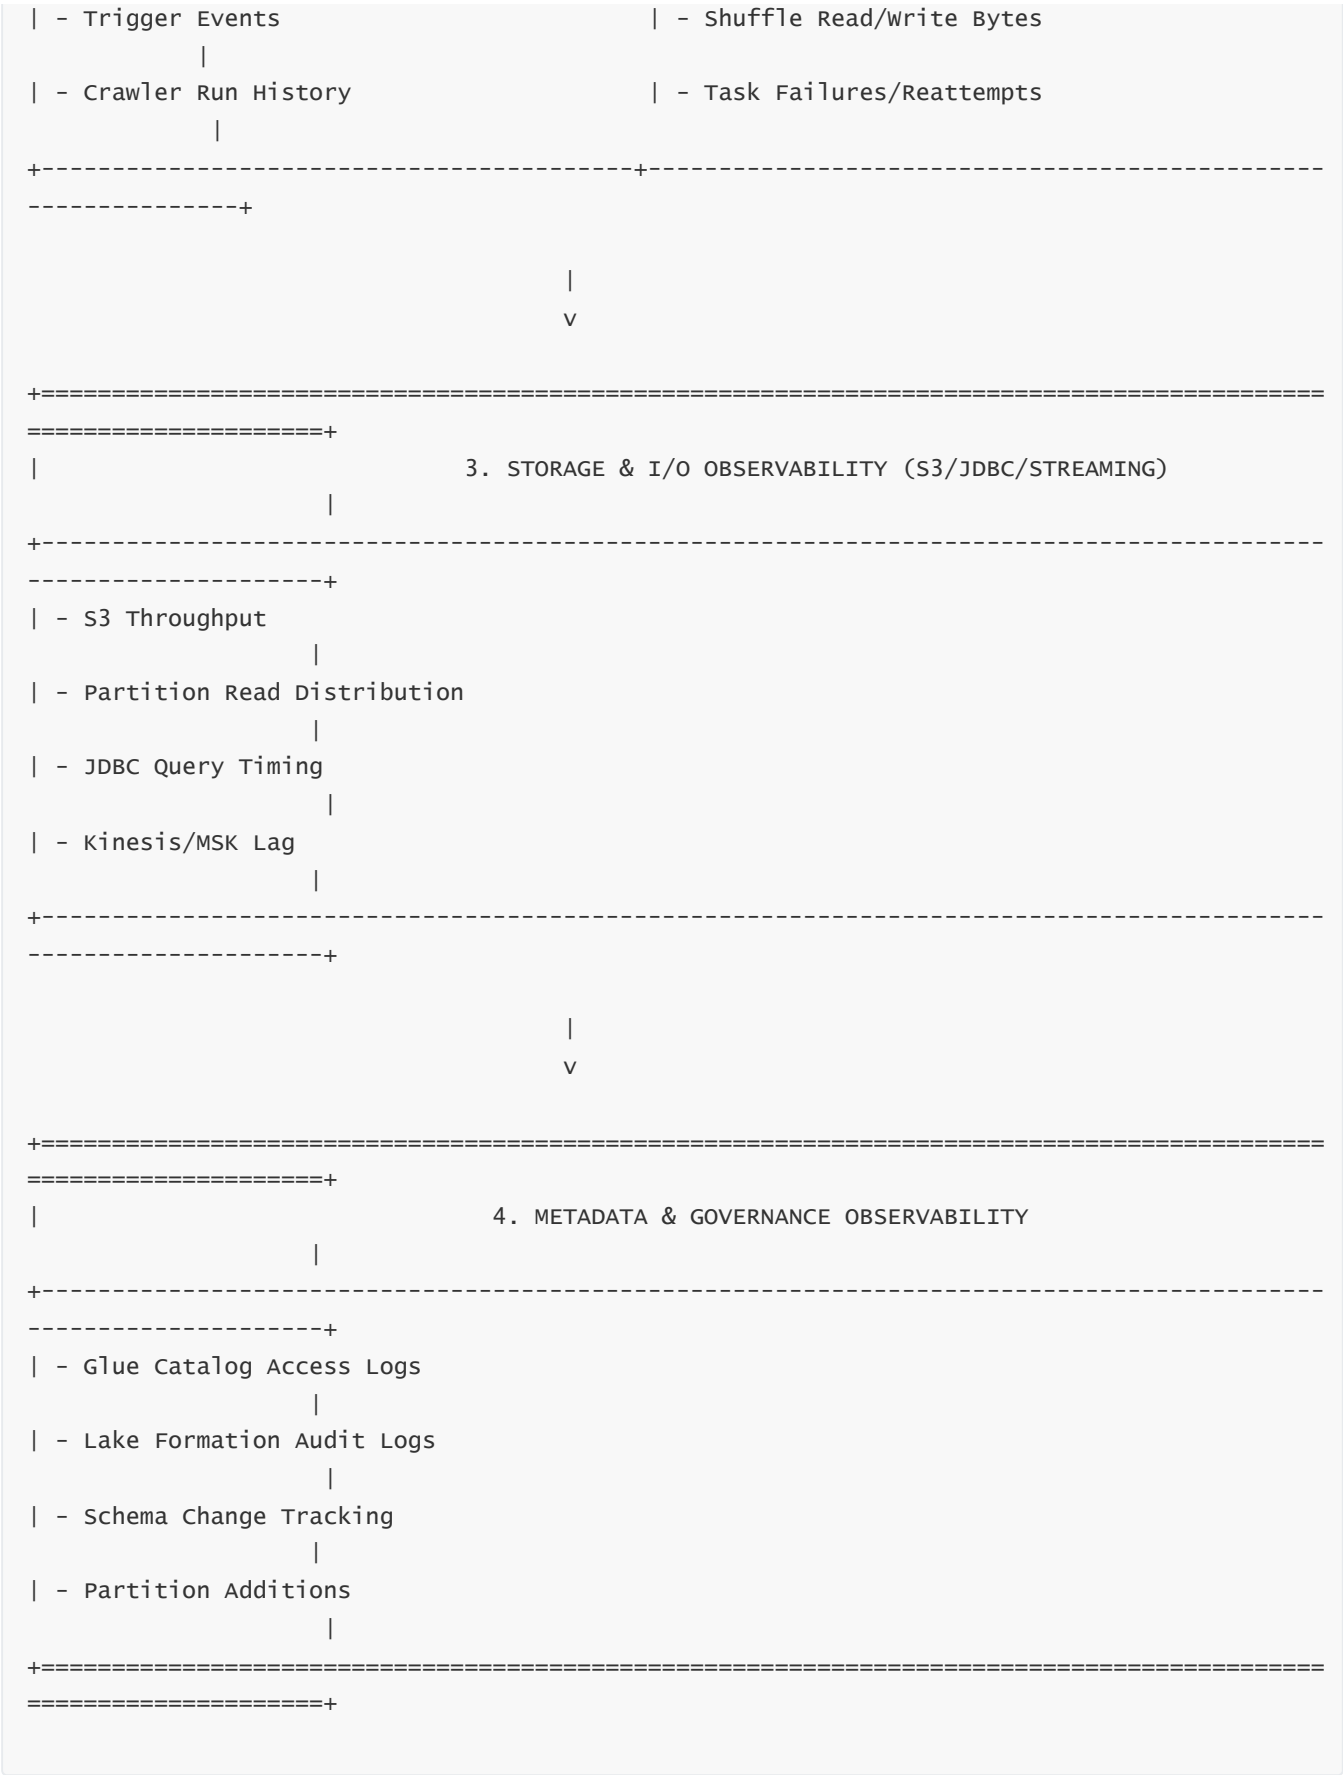 | - Trigger Events                          | - Shuffle Read/Write Bytes
            |
| - Crawler Run History                     | - Task Failures/Reattempts
             |
+------------------------------------------+------------------------------------------------
---------------+

                                      |
                                      v

+===========================================================================================
=====================+
|                              3. STORAGE & I/O OBSERVABILITY (S3/JDBC/STREAMING)
                     |
+-------------------------------------------------------------------------------------------
---------------------+
| - S3 Throughput
                    |
| - Partition Read Distribution
                    |
| - JDBC Query Timing
                     |
| - Kinesis/MSK Lag
                    |
+-------------------------------------------------------------------------------------------
---------------------+

                                      |
                                      v

+===========================================================================================
=====================+
|                                4. METADATA & GOVERNANCE OBSERVABILITY
                    |
+-------------------------------------------------------------------------------------------
---------------------+
| - Glue Catalog Access Logs
                    |
| - Lake Formation Audit Logs
                     |
| - Schema Change Tracking
                    |
| - Partition Additions
                     |
+===========================================================================================
=====================+